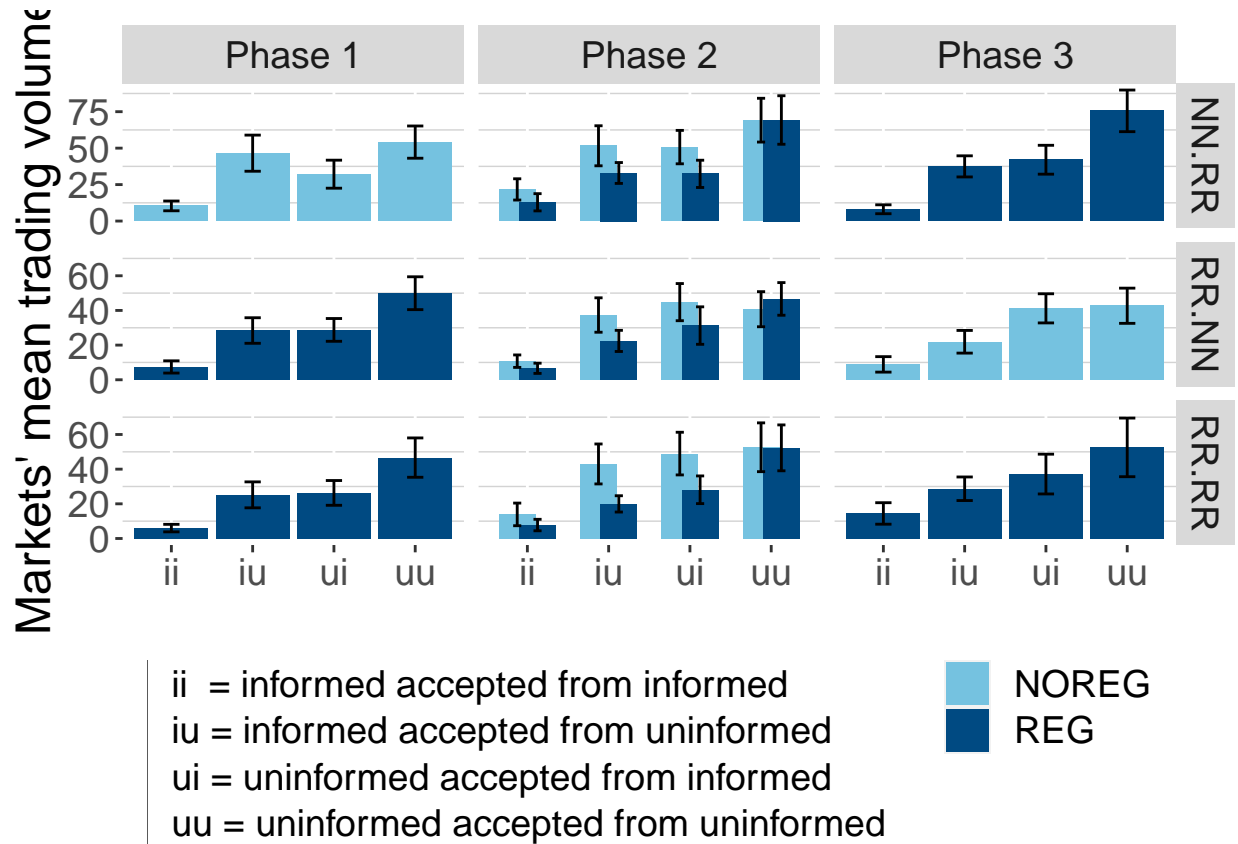 Markets' mean trading volume
Phase 1 Phase 2 Phase 3
75
50
25
0
NN.RR
60
40
20
0
RR.NN
60
40
20
0
RR.RR
ii iu ui uu ii iu ui uu ii iu ui uu
ii = informed accepted from informed
iu = informed accepted from uninformed
ui = uninformed accepted from informed
uu = uninformed accepted from uninformed
NOREG
REG